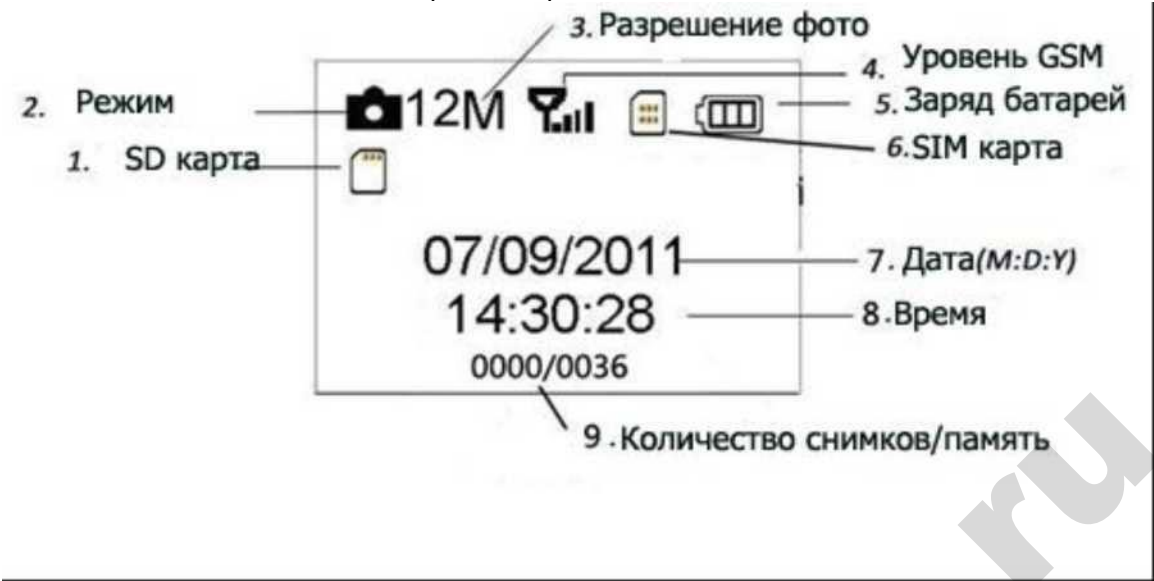 3. Разрешение фото
4. Уровень GSM
2. Режим
12M
5. Заряд батарей
6. SIM карта
1. SD карта
i
07/09/2011
7. Дата(M:D:Y)
14:30:28
8.Время
0000/0036
9.Количество снимков/память
ru